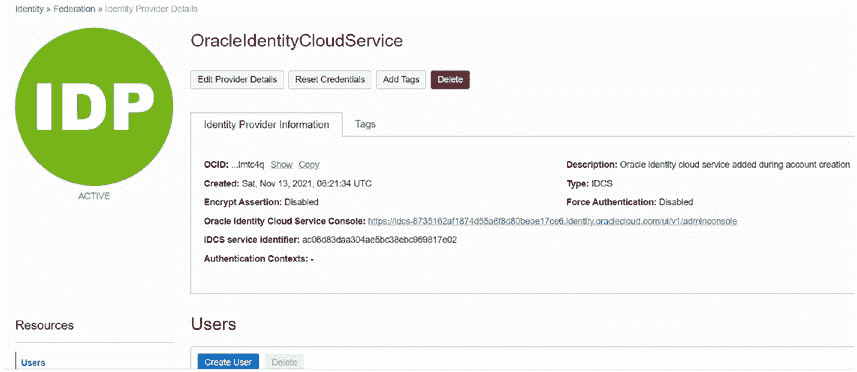 Identity » Federation » Identity Provider Details
IDP
ACTIVE
OracleIdentityCloudService
Edit Provider Details Reset Credentials Add Tags Delete
Identity Provider Information Tags
OCID: ...lmtc4q Show Copy
Description: Oracle identity cloud service added during account creation
Created: Sat, Nov 13, 2021, 06:21:34 UTC
Type: IDCS
Encrypt Assertion: Disabled
Force Authentication: Disabled
Oracle Identity Cloud Service Console: https://idcs-8735162af1874d55a6f8d80beae17ce6.identity.oraclecloud.com/ui/v1/adminconsole
IDCS service identifier: ac06d83daa304ae5bc38ebc969817e02
Authentication Contexts: -
Resources
Users
Users
Create User Delete